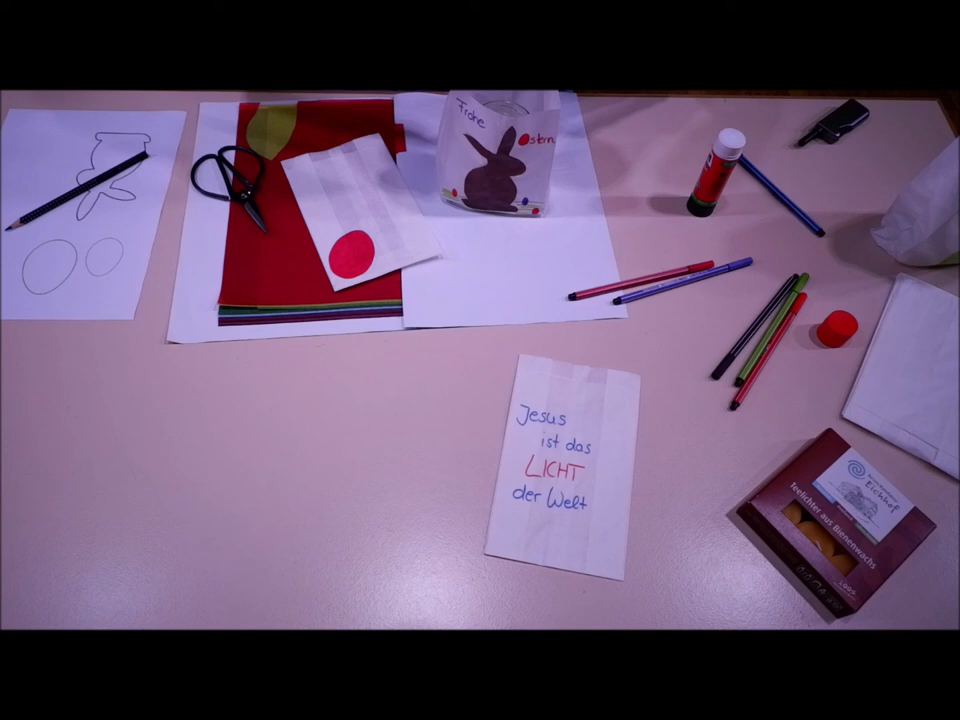 Frohe
Ostern
Jesus
ist das
LICHT
der Welt
Eichhof
Teelichter aus Bienenwachs